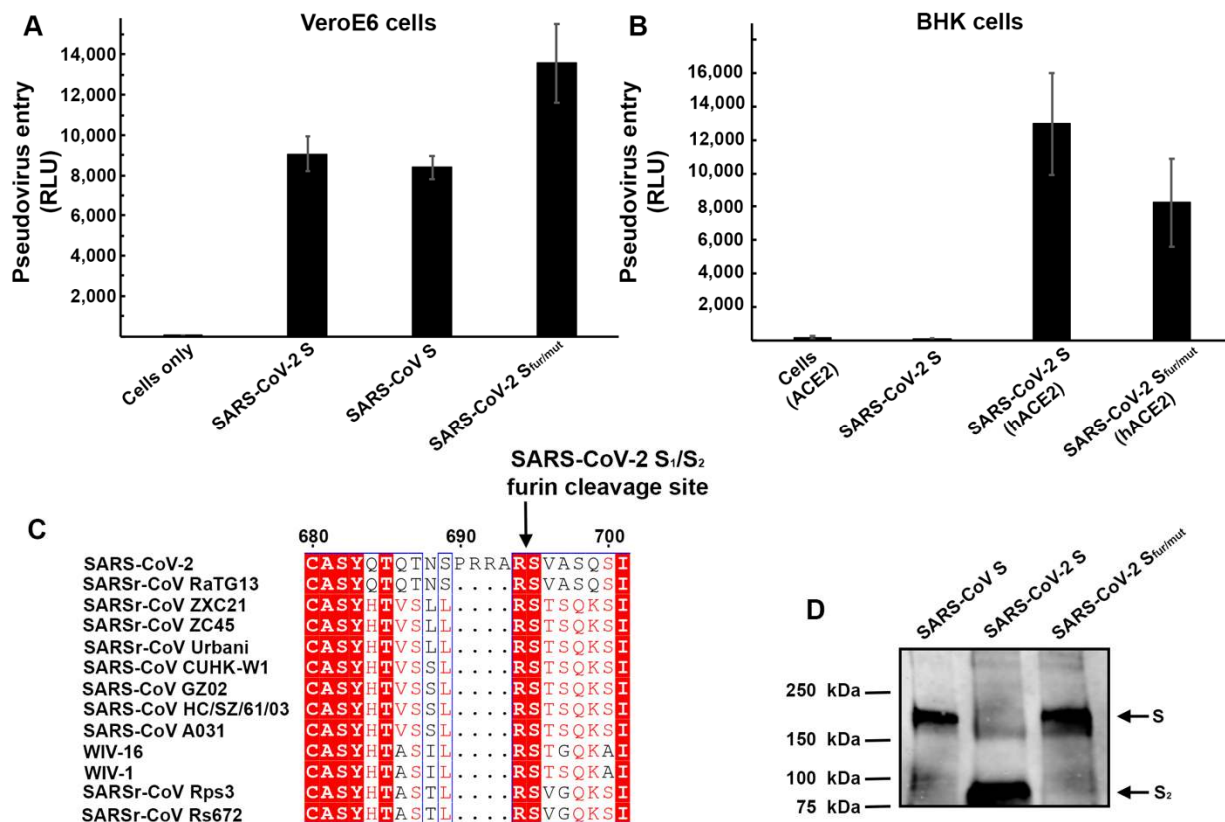 A
VeroE6 cells
Pseudovirus entry
(RLU)
14,000
12,000
10,000
8,000
6,000
4,000
2,000
Cells only
SARS-CoV-2 S
SARS-CoV S
SARS-CoV-2 Sfur/mut
B
BHK cells
Pseudovirus entry
(RLU)
16,000
14,000
12,000
10,000
8,000
6,000
4,000
2,000
Cells
(ACE2)
SARS-CoV-2 S
SARS-CoV-2 S
(hACE2)
SARS-CoV-2 Sfur/mut
(hACE2)
C
SARS-CoV-2 S1/S2
furin cleavage site
680 690 700
SARS-CoV-2 CASYQTQTNSPRRARSVASQSI
SARSr-CoV RaTG13 CASYQTQTNS....RSVASQSI
SARSr-CoV ZXC21 CASYHTVSLL....RSTSQKSI
SARSr-CoV ZC45 CASYHTVSLL....RSTSQKSI
SARSr-CoV Urbani CASYHTVSLL....RSTSQKSI
SARS-CoV CUHK-W1 CASYHTVSSL....RSTSQKSI
SARS-CoV GZ02 CASYHTVSSL....RSTSQKSI
SARS-CoV HC/SZ/61/03 CASYHTVSSL....RSTSQKSI
SARS-CoV A031 CASYHTVSSL....RSTSQKSI
WIV-16 CASYHTASIL....RSTGQKAI
WIV-1 CASYHTASIL....RSTSQKAI
SARSr-CoV Rps3 CASYHTASTL....RSVGQKSI
SARSr-CoV Rs672 CASYHTASTL....RSVGQKSI
D
SARS-CoV S
SARS-CoV-2 S
SARS-CoV-2 Sfur/mut
250 kDa
150 kDa
100 kDa
75 kDa
S
S2